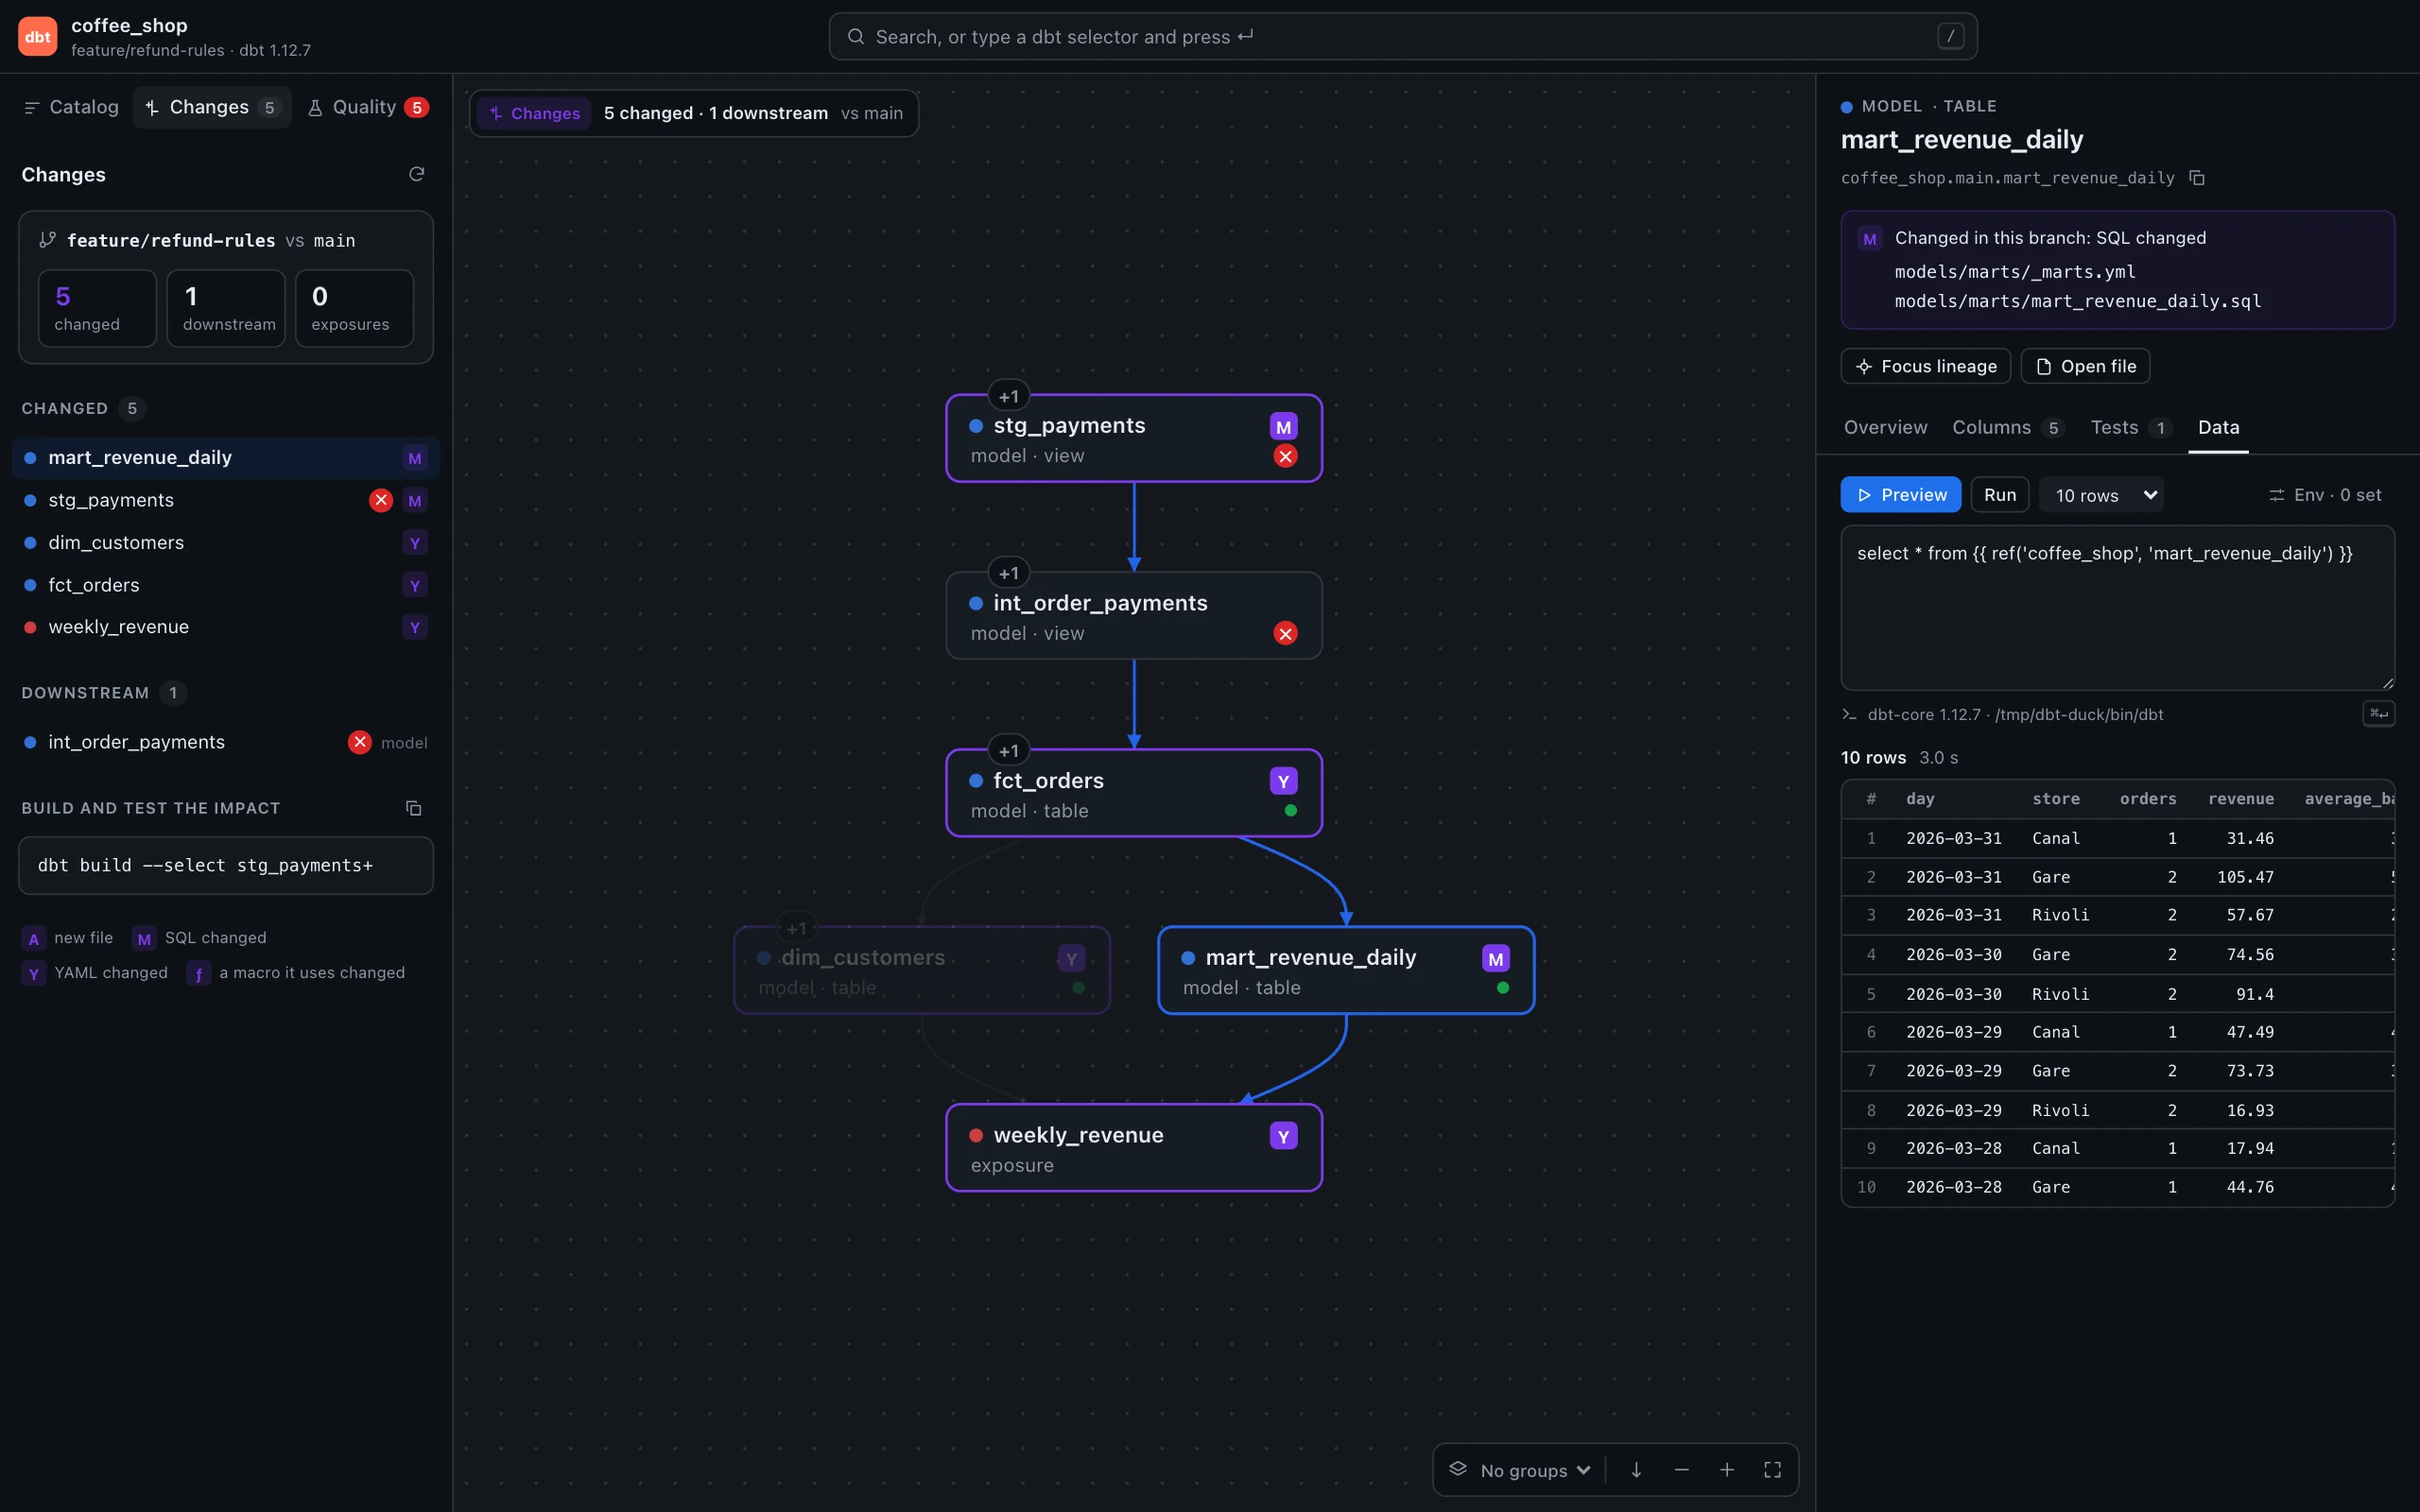 dbt
coffee_shop
feature/refund-rules · dbt 1.12.7
Search, or type a dbt selector and press ↵
/
Catalog
Changes 5
Quality 5
Changes
feature/refund-rules vs main
5 changed
1 downstream
0 exposures
CHANGED 5
mart_revenue_daily M
stg_payments M
dim_customers Y
fct_orders Y
weekly_revenue Y
DOWNSTREAM 1
int_order_payments model
BUILD AND TEST THE IMPACT
dbt build --select stg_payments+
A new file M SQL changed
Y YAML changed ƒ a macro it uses changed
Changes 5 changed · 1 downstream vs main
+1
stg_payments M
model · view
+1
int_order_payments
model · view
+1
fct_orders Y
model · table
+1
dim_customers Y
model · table
mart_revenue_daily M
model · table
weekly_revenue Y
exposure
No groups
MODEL · TABLE
mart_revenue_daily
coffee_shop.main.mart_revenue_daily
M Changed in this branch: SQL changed
models/marts/_marts.yml
models/marts/mart_revenue_daily.sql
Focus lineage
Open file
Overview Columns 5 Tests 1 Data
Preview Run 10 rows Env · 0 set
select * from {{ ref('coffee_shop', 'mart_revenue_daily') }}
dbt-core 1.12.7 · /tmp/dbt-duck/bin/dbt ⌘↵
10 rows 3.0 s
# day store orders revenue average_ba
1 2026-03-31 Canal 1 31.46
2 2026-03-31 Gare 2 105.47
3 2026-03-31 Rivoli 2 57.67
4 2026-03-30 Gare 2 74.56
5 2026-03-30 Rivoli 2 91.4
6 2026-03-29 Canal 1 47.49
7 2026-03-29 Gare 2 73.73
8 2026-03-29 Rivoli 2 16.93
9 2026-03-28 Canal 1 17.94
10 2026-03-28 Gare 1 44.76